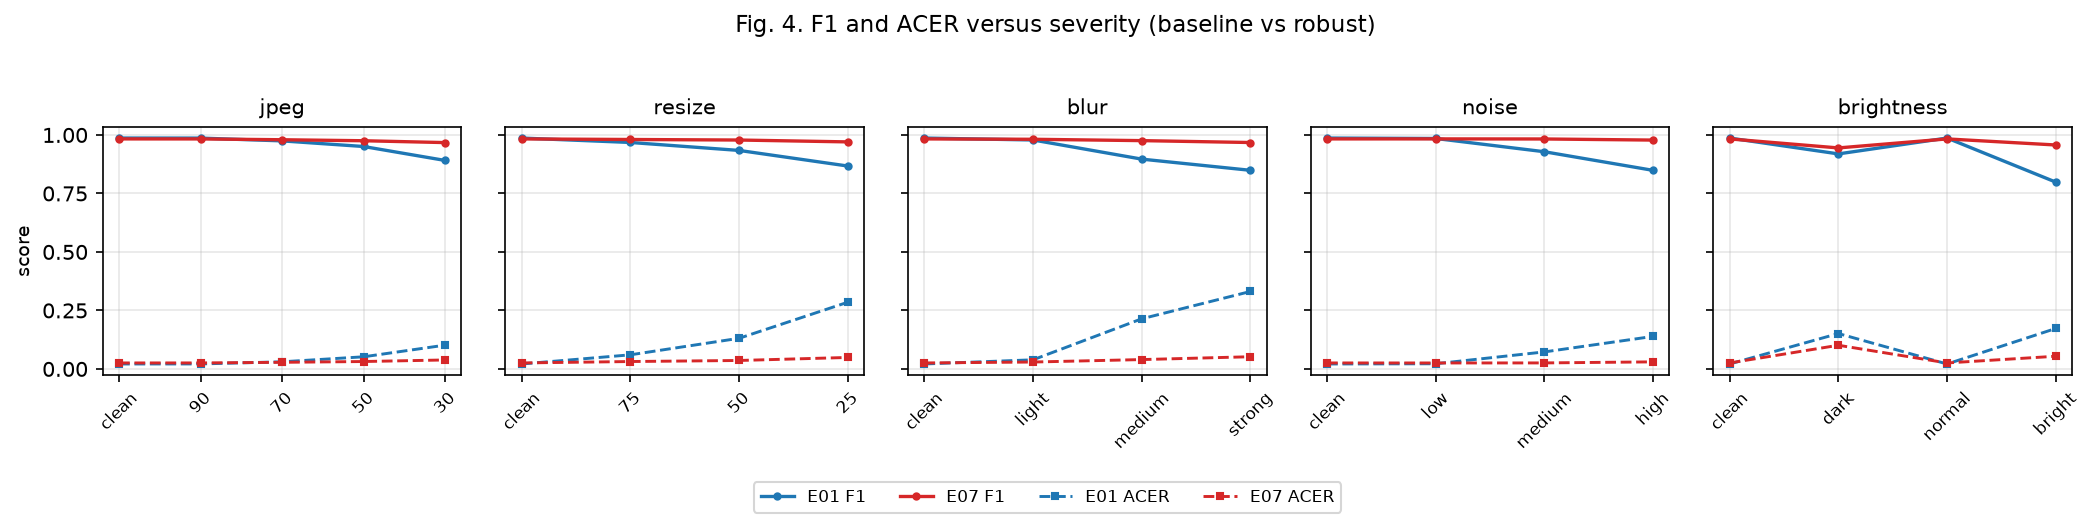 Fig. 4. F1 and ACER versus severity (baseline vs robust)
jpeg
resize
blur
noise
brightness
score
1.00
0.75
0.50
0.25
0.00
clean 90 70 50 30
clean 75 50 25
clean light medium strong
clean low medium high
clean dark normal bright
E01 F1 E07 F1 E01 ACER E07 ACER